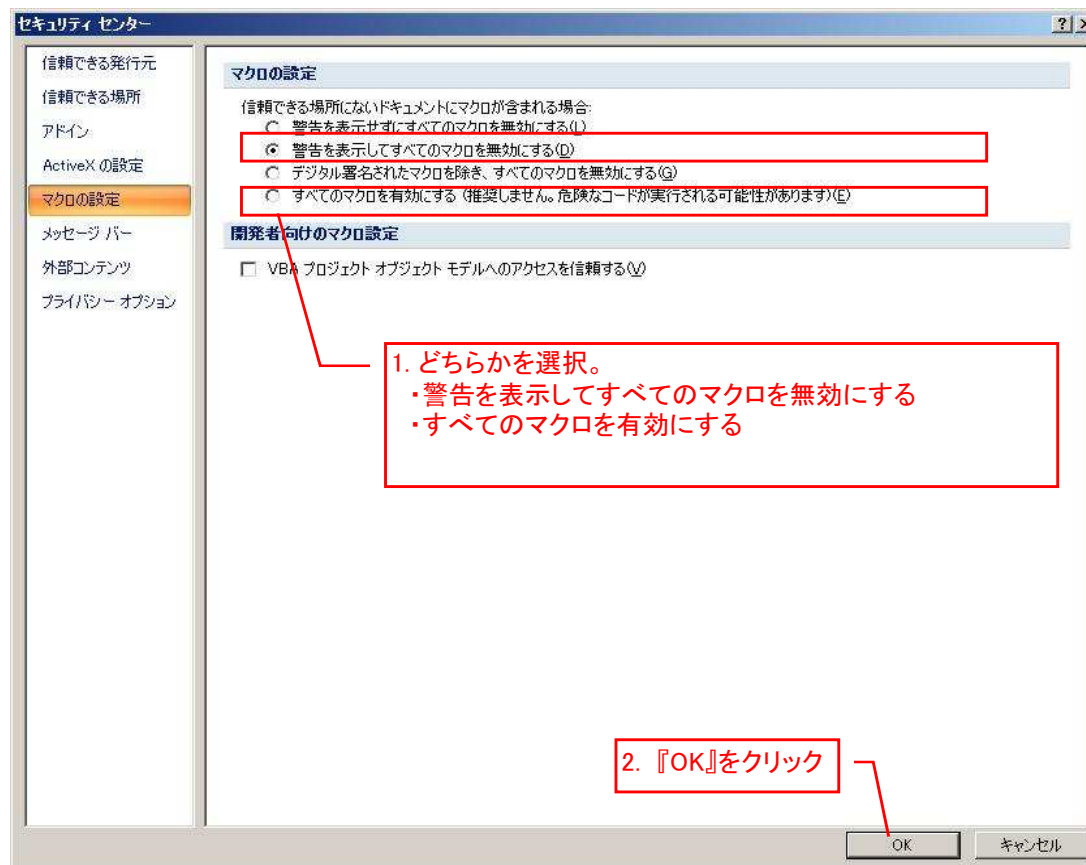 セキュリティ センター
信頼できる発行元
信頼できる場所
アドイン
ActiveX の設定
マクロの設定
メッセージ バー
外部コンテンツ
プライバシー オプション
マクロの設定
信頼できる場所にないドキュメントにマクロが含まれる場合:
警告を表示せずにすべてのマクロを無効にする(L)
警告を表示してすべてのマクロを無効にする(D)
デジタル署名されたマクロを除き、すべてのマクロを無効にする(G)
すべてのマクロを有効にする (推奨しません。危険なコードが実行される可能性があります)(E)
開発者向けのマクロ設定
VBA プロジェクト オブジェクト モデルへのアクセスを信頼する(V)
1. どちらかを選択。
・警告を表示してすべてのマクロを無効にする
・すべてのマクロを有効にする
2. 『OK』をクリック
OK
キャンセル